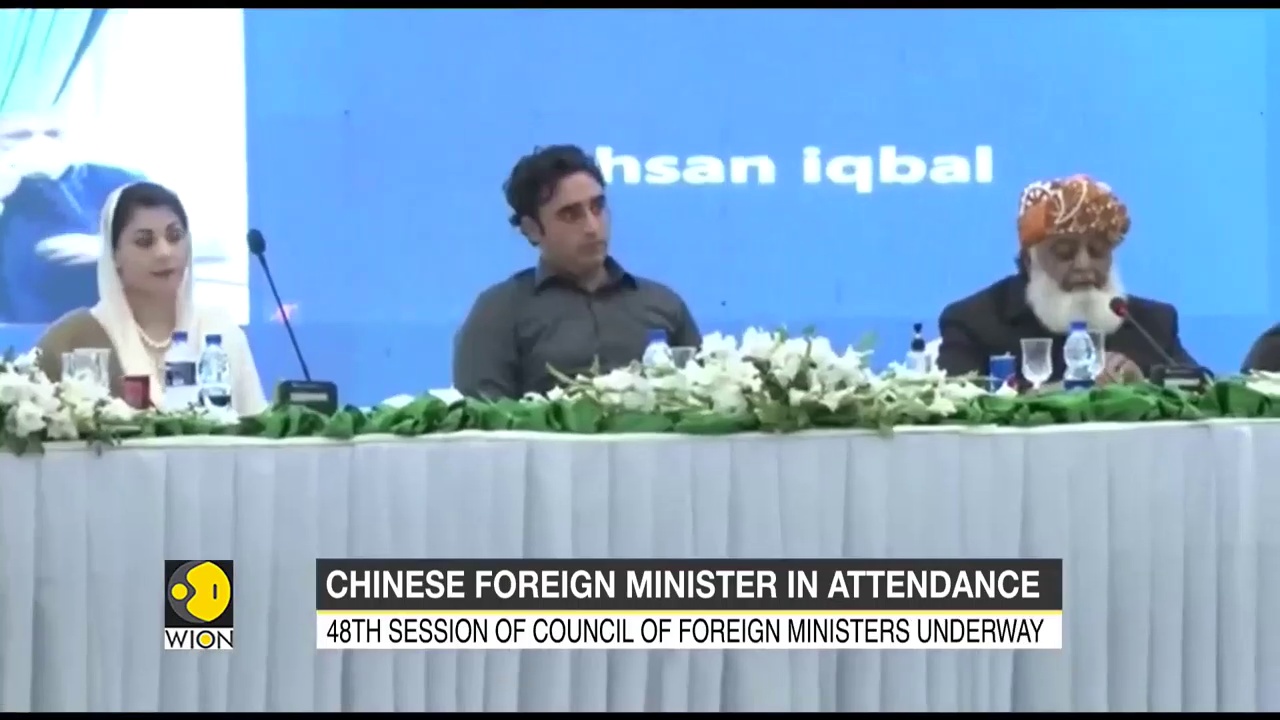 hsan iqbal
CHINESE FOREIGN MINISTER IN ATTENDANCE
48TH SESSION OF COUNCIL OF FOREIGN MINISTERS UNDERWAY
WION